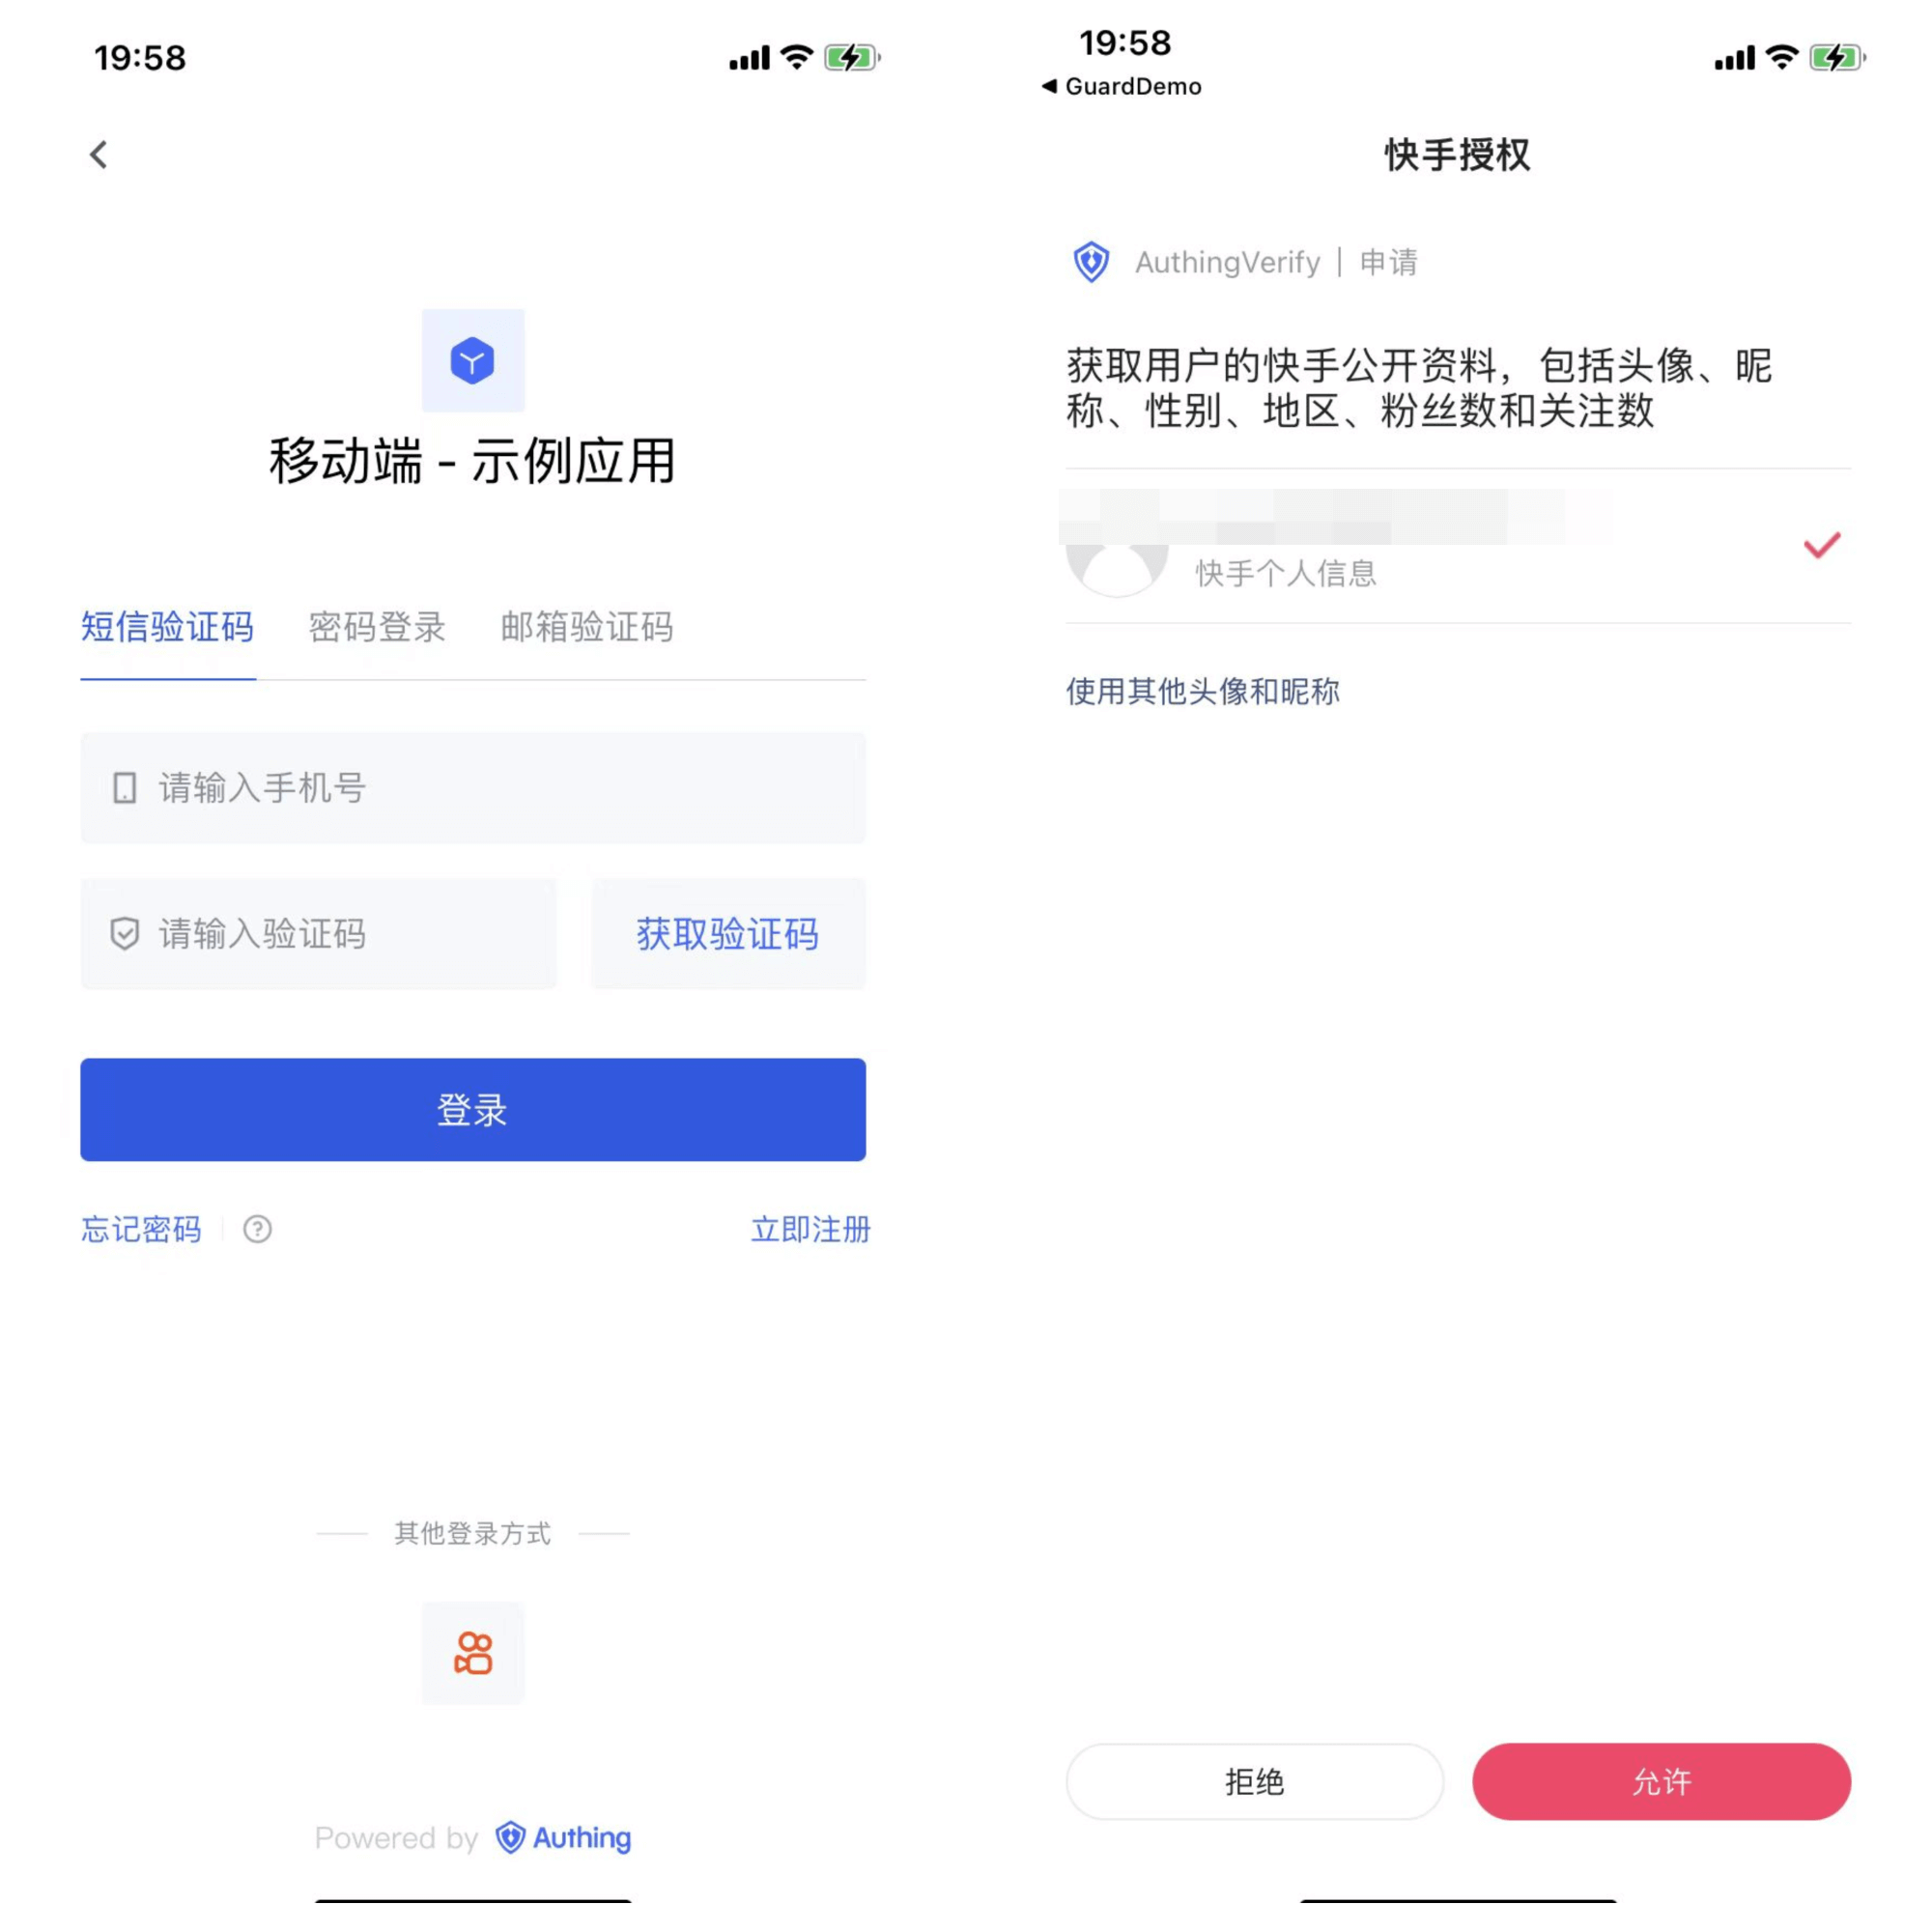 19:58
移动端 - 示例应用
短信验证码 密码登录 邮箱验证码
请输入手机号
请输入验证码 获取验证码
登录
忘记密码 立即注册
其他登录方式
Powered by Authing
19:58
GuardDemo
快手授权
AuthingVerify | 申请
获取用户的快手公开资料，包括头像、昵
称、性别、地区、粉丝数和关注数
快手个人信息
使用其他头像和昵称
拒绝 允许